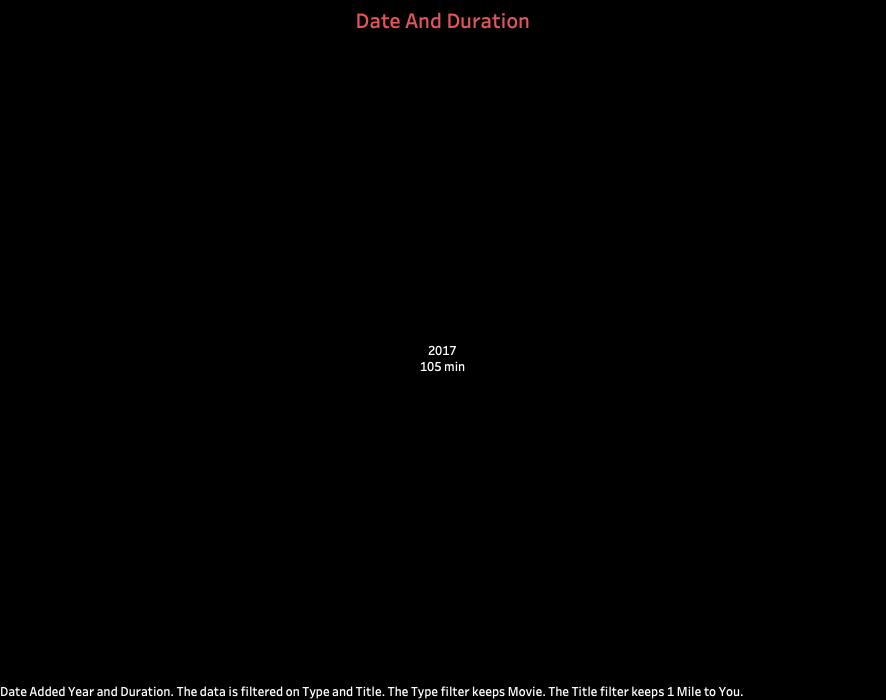 Date And Duration
2017
105 min
Date Added Year and Duration. The data is filtered on Type and Title. The Type filter keeps Movie. The Title filter keeps 1 Mile to You.